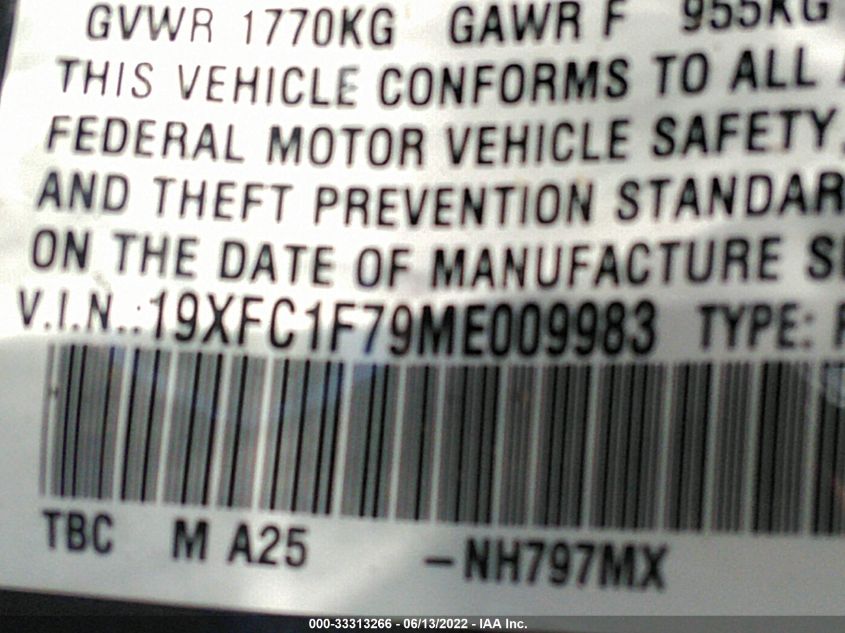 GVWR 1770KG GAWR F 955KG
THIS VEHICLE CONFORMS TO ALL
FEDERAL MOTOR VEHICLE SAFETY,
AND THEFT PREVENTION STANDAR
ON THE DATE OF MANUFACTURE
V.I.N.:19XFC1F79ME009983 TYPE:
TBC M A25 -NH797MX
000-33313266 - 06/13/2022 - IAA Inc.